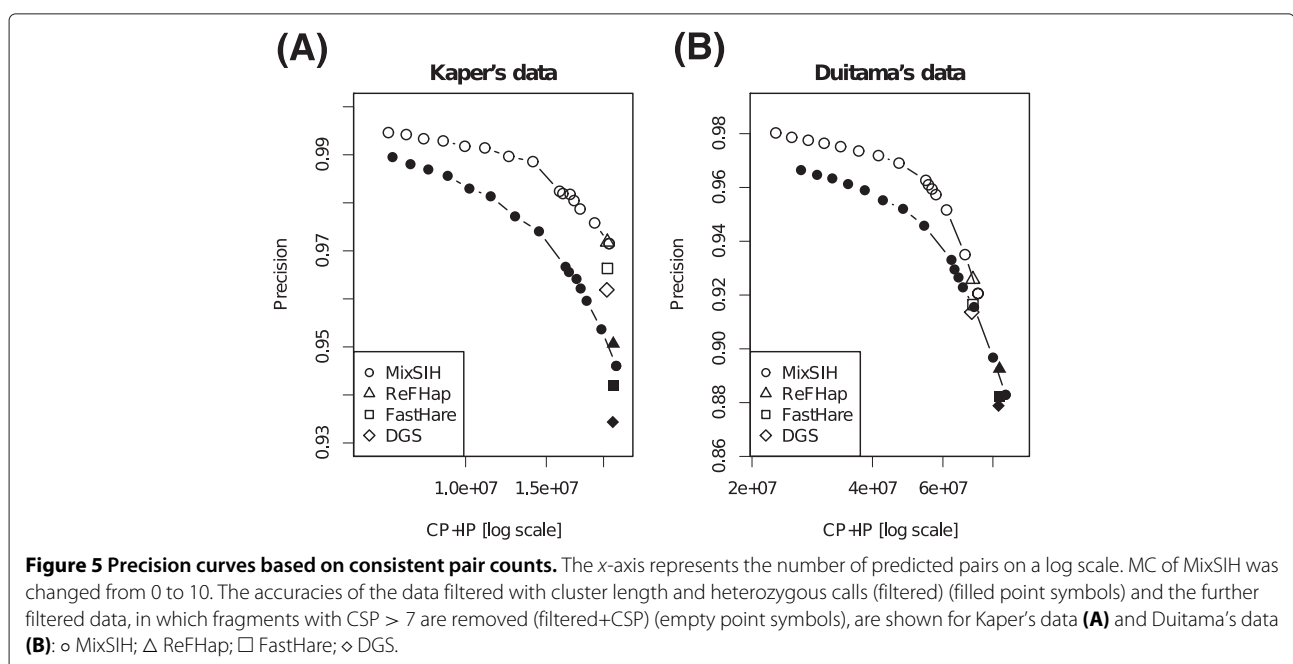 (A)
Kaper's data
0.99
0.97
0.95
0.93
Precision
MixSIH
ReFHap
FastHare
DGS
1.0e+07 1.5e+07
CP+IP [log scale]
(B)
Duitama's data
0.98
0.96
0.94
0.92
0.90
0.88
0.86
Precision
MixSIH
ReFHap
FastHare
DGS
2e+07 4e+07 6e+07
CP+IP [log scale]
Figure 5 Precision curves based on consistent pair counts. The x-axis represents the number of predicted pairs on a log scale. MC of MixSIH was
changed from 0 to 10. The accuracies of the data filtered with cluster length and heterozygous calls (filtered) (filled point symbols) and the further
filtered data, in which fragments with CSP > 7 are removed (filtered+CSP) (empty point symbols), are shown for Kaper's data (A) and Duitama's data
(B): ○ MixSIH; △ ReFHap; □ FastHare; ⋄ DGS.